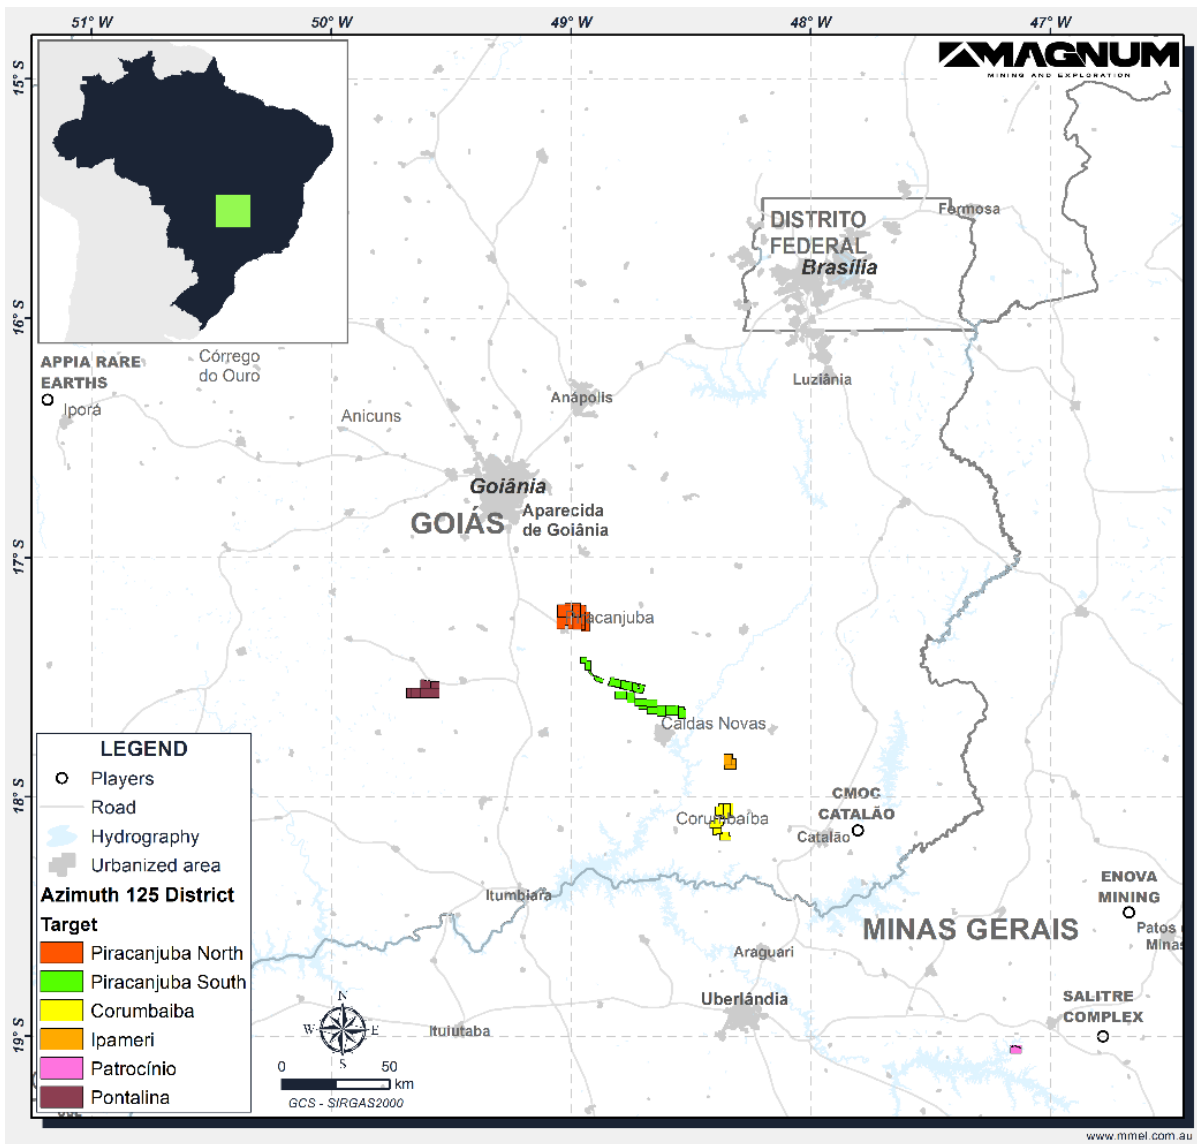 51° W
50° W
49° W
48° W
47° W
15° S
16° S
17° S
18° S
19° S
MAGNUM
MINING AND EXPLORATION
DISTRITO
FEDERAL
Brasília
Formosa
Luziânia
APPIA RARE
EARTHS
Iporá
Córrego
do Ouro
Anicuns
Anápolis
Goiânia
GOIÁS
Aparecida
de Goiânia
Piracanjuba
Caldas Novas
Corumbaíba
CMOC
CATALÃO
Catalão
Itumbiara
ENOVA
MINING
Patos
Minas
MINAS GERAIS
Araguari
Uberlândia
Ituiutaba
SALITRE
COMPLEX
LEGEND
Players
Road
Hydrography
Urbanized area
Azimuth 125 District
Target
Piracanjuba North
Piracanjuba South
Corumbaiba
Ipameri
Patrocínio
Pontalina
N
W
E
S
0 50
km
GCS - SIRGAS2000
www.mmel.com.au